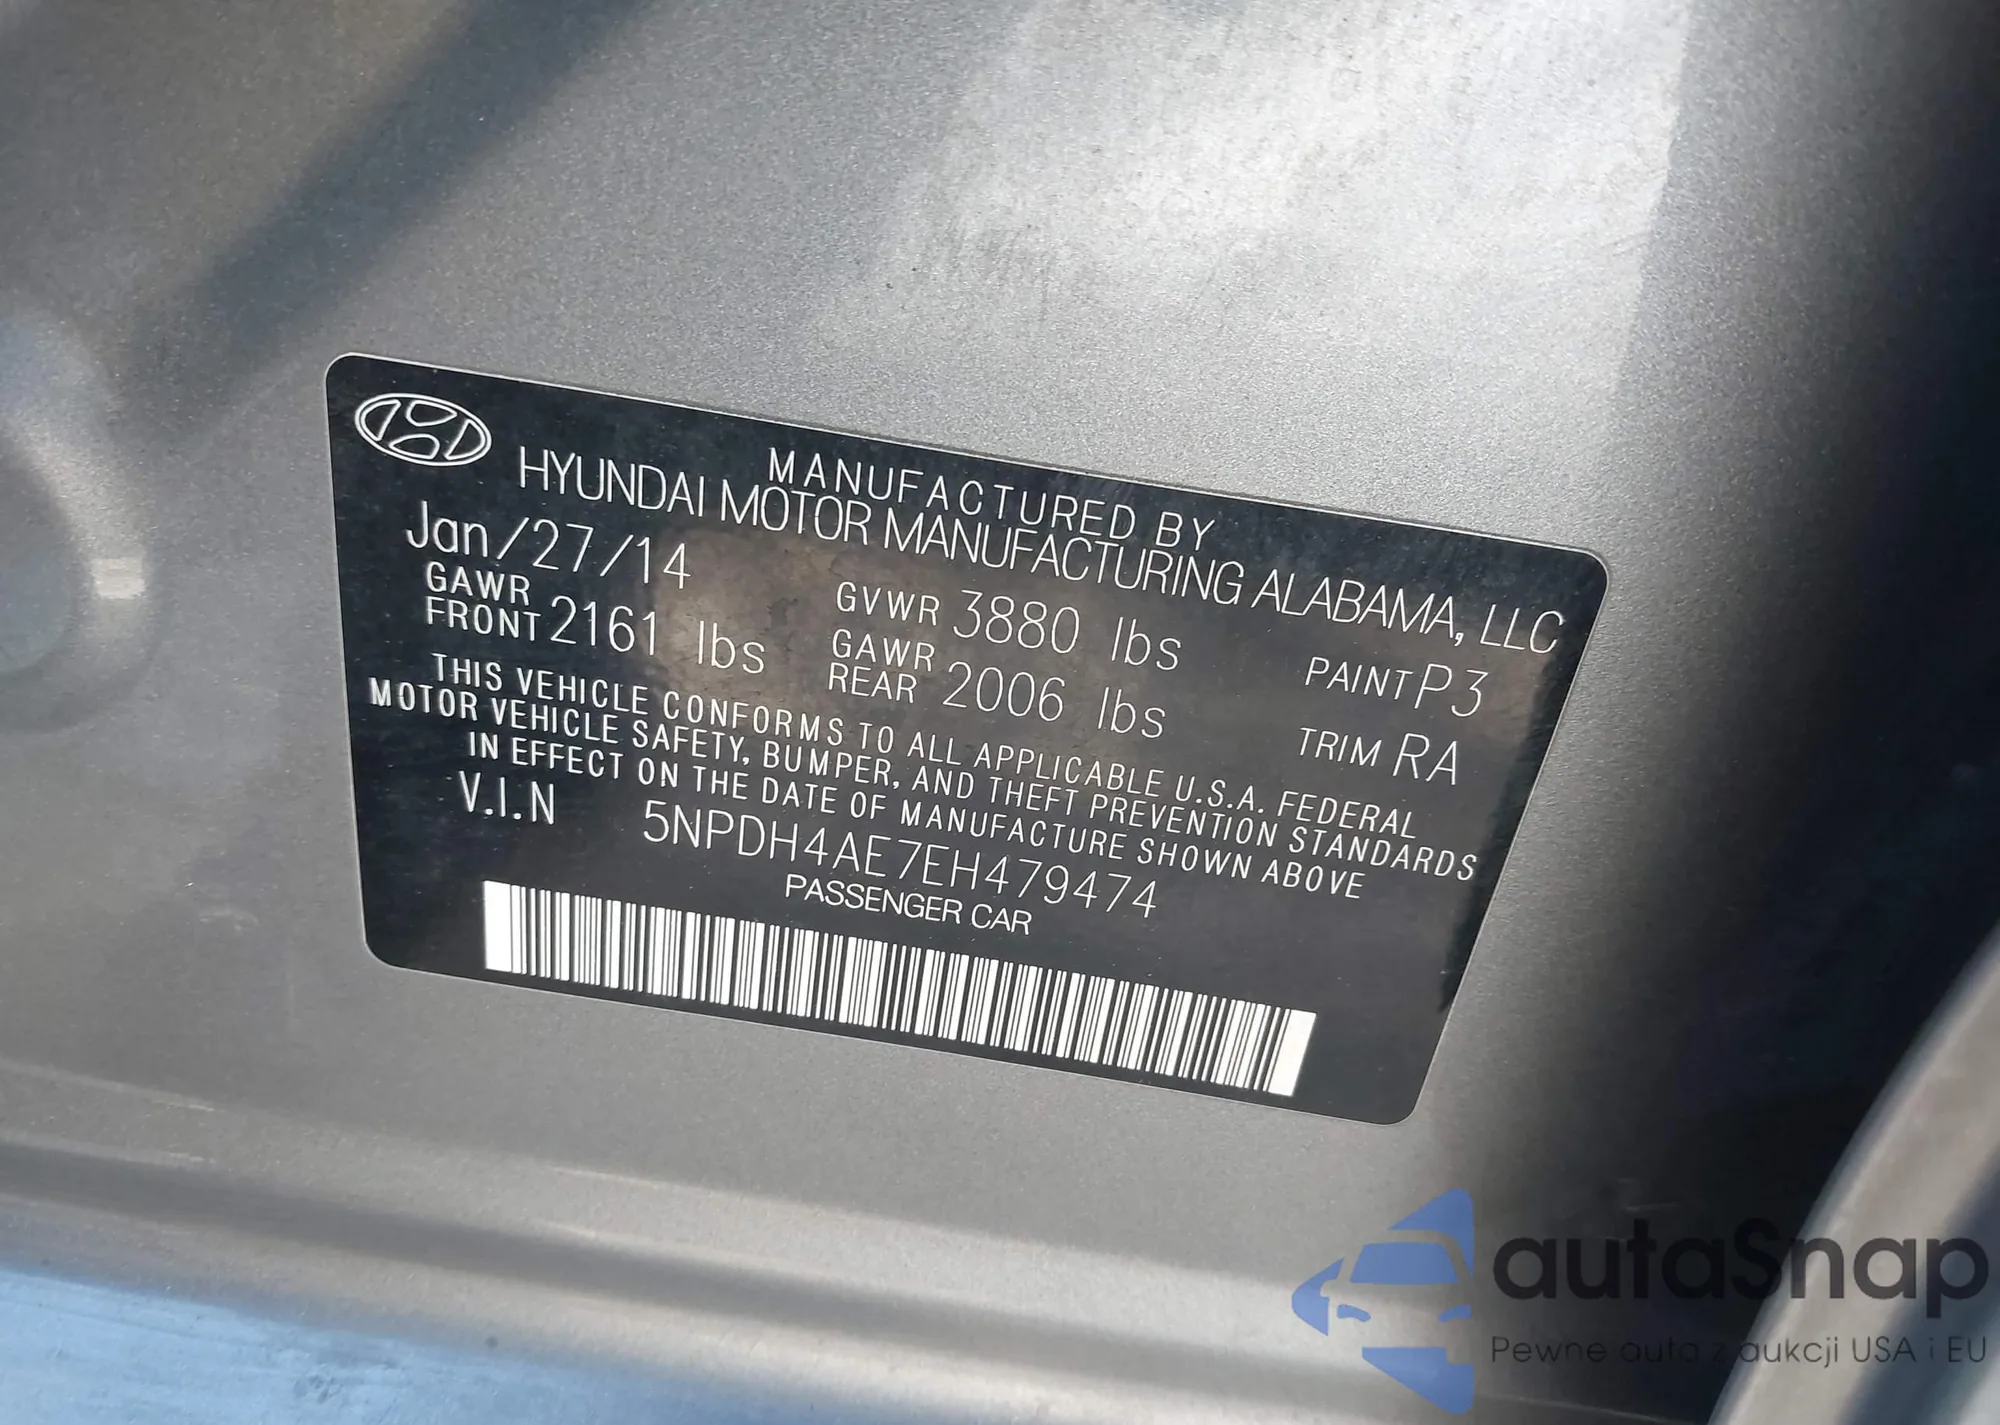 MANUFACTURED BY
HYUNDAI MOTOR MANUFACTURING ALABAMA, LLC
Jan/27/14 GVWR 3880 lbs PAINT P3
GAWR FRONT 2161 lbs GAWR REAR 2006 lbs TRIM RA
THIS VEHICLE CONFORMS TO ALL APPLICABLE U.S.A. FEDERAL
MOTOR VEHICLE SAFETY, BUMPER, AND THEFT PREVENTION STANDARDS
IN EFFECT ON THE DATE OF MANUFACTURE SHOWN ABOVE
V.I.N 5NPDH4AE7EH479474
PASSENGER CAR
autaSnap
Pewne auta z aukcji USA i EU